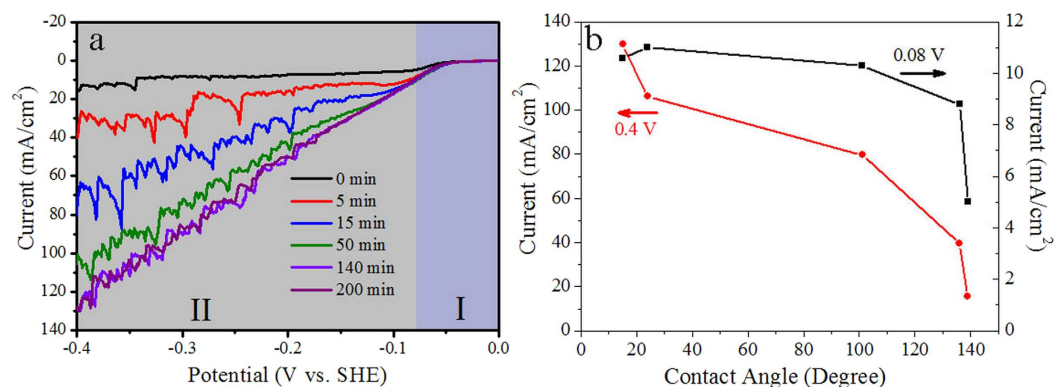 a
Current (mA/cm²)
-20
0
20
40
60
80
100
120
140
0 min
5 min
15 min
50 min
140 min
200 min
II
I
-0.4
-0.3
-0.2
-0.1
0.0
Potential (V vs. SHE)
b
Current (mA/cm²)
140
120
100
80
60
40
20
0
0.08 V
0.4 V
12
10
8
6
4
2
0
Current (mA/cm²)
0
20
40
60
80
100
120
140
Contact Angle (Degree)